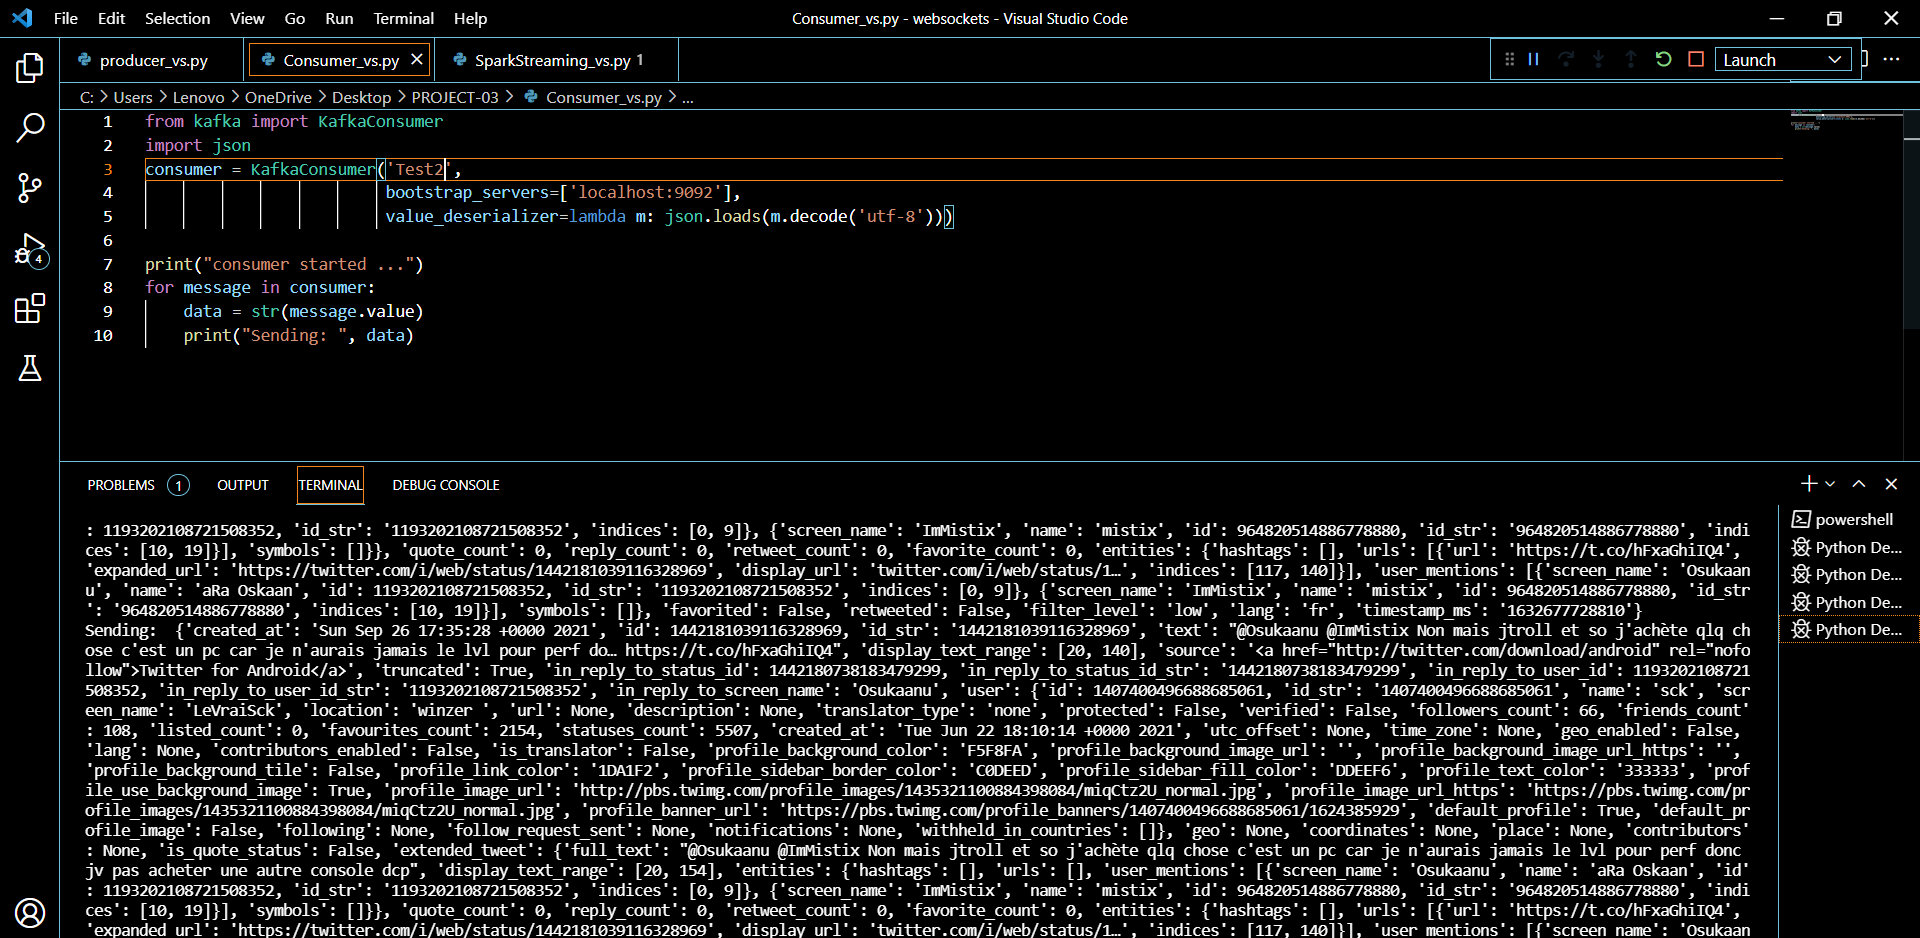 File Edit Selection View Go Run Terminal Help
Consumer_vs.py - websockets - Visual Studio Code
producer_vs.py
Consumer_vs.py
SparkStreaming_vs.py 1
Launch
C: > Users > Lenovo > OneDrive > Desktop > PROJECT-03 > Consumer_vs.py > ...
1 from kafka import KafkaConsumer
2 import json
3 consumer = KafkaConsumer('Test2',
4 bootstrap_servers=['localhost:9092'],
5 value_deserializer=lambda m: json.loads(m.decode('utf-8')))
6
7 print("consumer started ...")
8 for message in consumer:
9 data = str(message.value)
10 print("Sending: ", data)
4
PROBLEMS 1 OUTPUT TERMINAL DEBUG CONSOLE
: 1193202108721508352, 'id_str': '1193202108721508352', 'indices': [0, 9]}, {'screen_name': 'ImMistix', 'name': 'mistix', 'id': 964820514886778880, 'id_str': '964820514886778880', 'indi
ces': [10, 19]}], 'symbols': []}}, 'quote_count': 0, 'reply_count': 0, 'retweet_count': 0, 'favorite_count': 0, 'entities': {'hashtags': [], 'urls': [{'url': 'https://t.co/hFxaGhiIQ4',
'expanded_url': 'https://twitter.com/i/web/status/1442181039116328969', 'display_url': 'twitter.com/i/web/status/1…', 'indices': [117, 140]}], 'user_mentions': [{'screen_name': 'Osukaan
u', 'name': 'aRa Oskaan', 'id': 1193202108721508352, 'id_str': '1193202108721508352', 'indices': [0, 9]}, {'screen_name': 'ImMistix', 'name': 'mistix', 'id': 964820514886778880, 'id_str
': '964820514886778880', 'indices': [10, 19]}], 'symbols': []}, 'favorited': False, 'retweeted': False, 'filter_level': 'low', 'lang': 'fr', 'timestamp_ms': '1632677728810'}
Sending:  {'created_at': 'Sun Sep 26 17:35:28 +0000 2021', 'id': 1442181039116328969, 'id_str': '1442181039116328969', 'text': "@Osukaanu @ImMistix Non mais jtroll et so j'achète qlq ch
ose c'est un pc car je n'aurais jamais le lvl pour perf do… https://t.co/hFxaGhiIQ4", 'display_text_range': [20, 140], 'source': '<a href="http://twitter.com/download/android" rel="nofo
llow">Twitter for Android</a>', 'truncated': True, 'in_reply_to_status_id': 1442180738183479299, 'in_reply_to_status_id_str': '1442180738183479299', 'in_reply_to_user_id': 1193202108721
508352, 'in_reply_to_user_id_str': '1193202108721508352', 'in_reply_to_screen_name': 'Osukaanu', 'user': {'id': 1407400496688685061, 'id_str': '1407400496688685061', 'name': 'sck', 'scr
een_name': 'LeVraiSck', 'location': 'winzer ', 'url': None, 'description': None, 'translator_type': 'none', 'protected': False, 'verified': False, 'followers_count': 66, 'friends_count'
: 108, 'listed_count': 0, 'favourites_count': 2154, 'statuses_count': 5507, 'created_at': 'Tue Jun 22 18:10:14 +0000 2021', 'utc_offset': None, 'time_zone': None, 'geo_enabled': False,
'lang': None, 'contributors_enabled': False, 'is_translator': False, 'profile_background_color': 'F5F8FA', 'profile_background_image_url': '', 'profile_background_image_url_https': '',
'profile_background_tile': False, 'profile_link_color': '1DA1F2', 'profile_sidebar_border_color': 'C0DEED', 'profile_sidebar_fill_color': 'DDEEF6', 'profile_text_color': '333333', 'prof
ile_use_background_image': True, 'profile_image_url': 'http://pbs.twimg.com/profile_images/1435321100884398084/miqCtz2U_normal.jpg', 'profile_image_url_https': 'https://pbs.twimg.com/pr
ofile_images/1435321100884398084/miqCtz2U_normal.jpg', 'profile_banner_url': 'https://pbs.twimg.com/profile_banners/1407400496688685061/1624385929', 'default_profile': True, 'default_pr
ofile_image': False, 'following': None, 'follow_request_sent': None, 'notifications': None, 'withheld_in_countries': []}, 'geo': None, 'coordinates': None, 'place': None, 'contributors'
: None, 'is_quote_status': False, 'extended_tweet': {'full_text': "@Osukaanu @ImMistix Non mais jtroll et so j'achète qlq chose c'est un pc car je n'aurais jamais le lvl pour perf donc
jv pas acheter une autre console dcp", 'display_text_range': [20, 154], 'entities': {'hashtags': [], 'urls': [], 'user_mentions': [{'screen_name': 'Osukaanu', 'name': 'aRa Oskaan', 'id'
: 1193202108721508352, 'id_str': '1193202108721508352', 'indices': [0, 9]}, {'screen_name': 'ImMistix', 'name': 'mistix', 'id': 964820514886778880, 'id_str': '964820514886778880', 'indi
ces': [10, 19]}], 'symbols': []}}, 'quote_count': 0, 'reply_count': 0, 'retweet_count': 0, 'favorite_count': 0, 'entities': {'hashtags': [], 'urls': [{'url': 'https://t.co/hFxaGhiIQ4',
'expanded_url': 'https://twitter.com/i/web/status/1442181039116328969', 'display_url': 'twitter.com/i/web/status/1…', 'indices': [117, 140]}], 'user_mentions': [{'screen_name': 'Osukaan
powershell
Python De...
Python De...
Python De...
Python De...